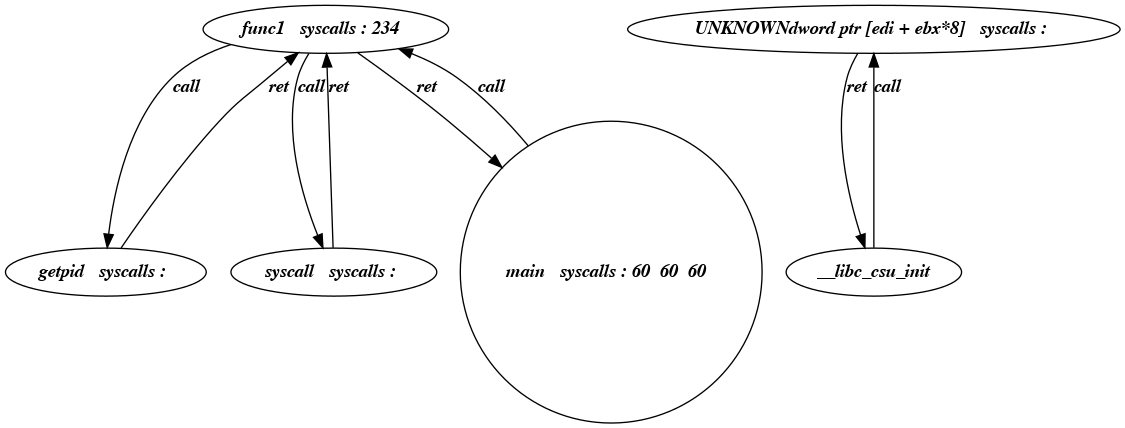 func1 syscalls : 234
UNKNOWNdword ptr [edi + ebx*8] syscalls :
call
ret
call
ret
ret
call
ret
call
getpid syscalls :
syscall syscalls :
main syscalls : 60 60 60
__libc_csu_init